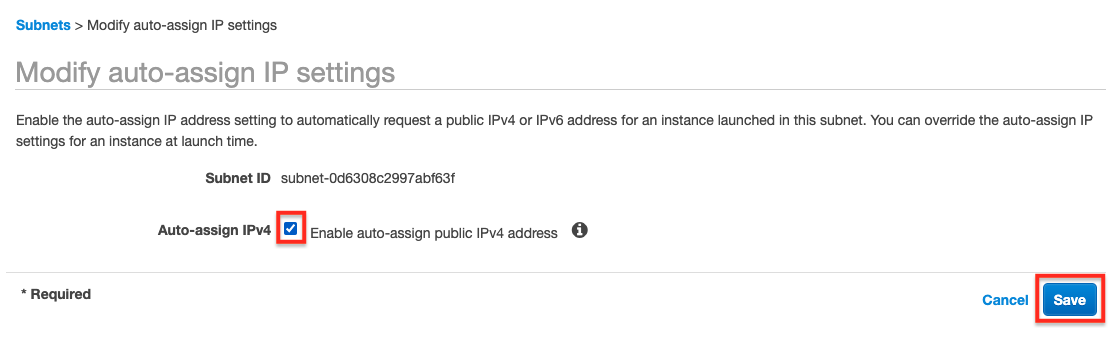 Subnets > Modify auto-assign IP settings
Modify auto-assign IP settings
Enable the auto-assign IP address setting to automatically request a public IPv4 or IPv6 address for an instance launched in this subnet. You can override the auto-assign IP
settings for an instance at launch time.
Subnet ID subnet-0d6308c2997abf63f
Auto-assign IPv4 Enable auto-assign public IPv4 address
* Required
Cancel Save